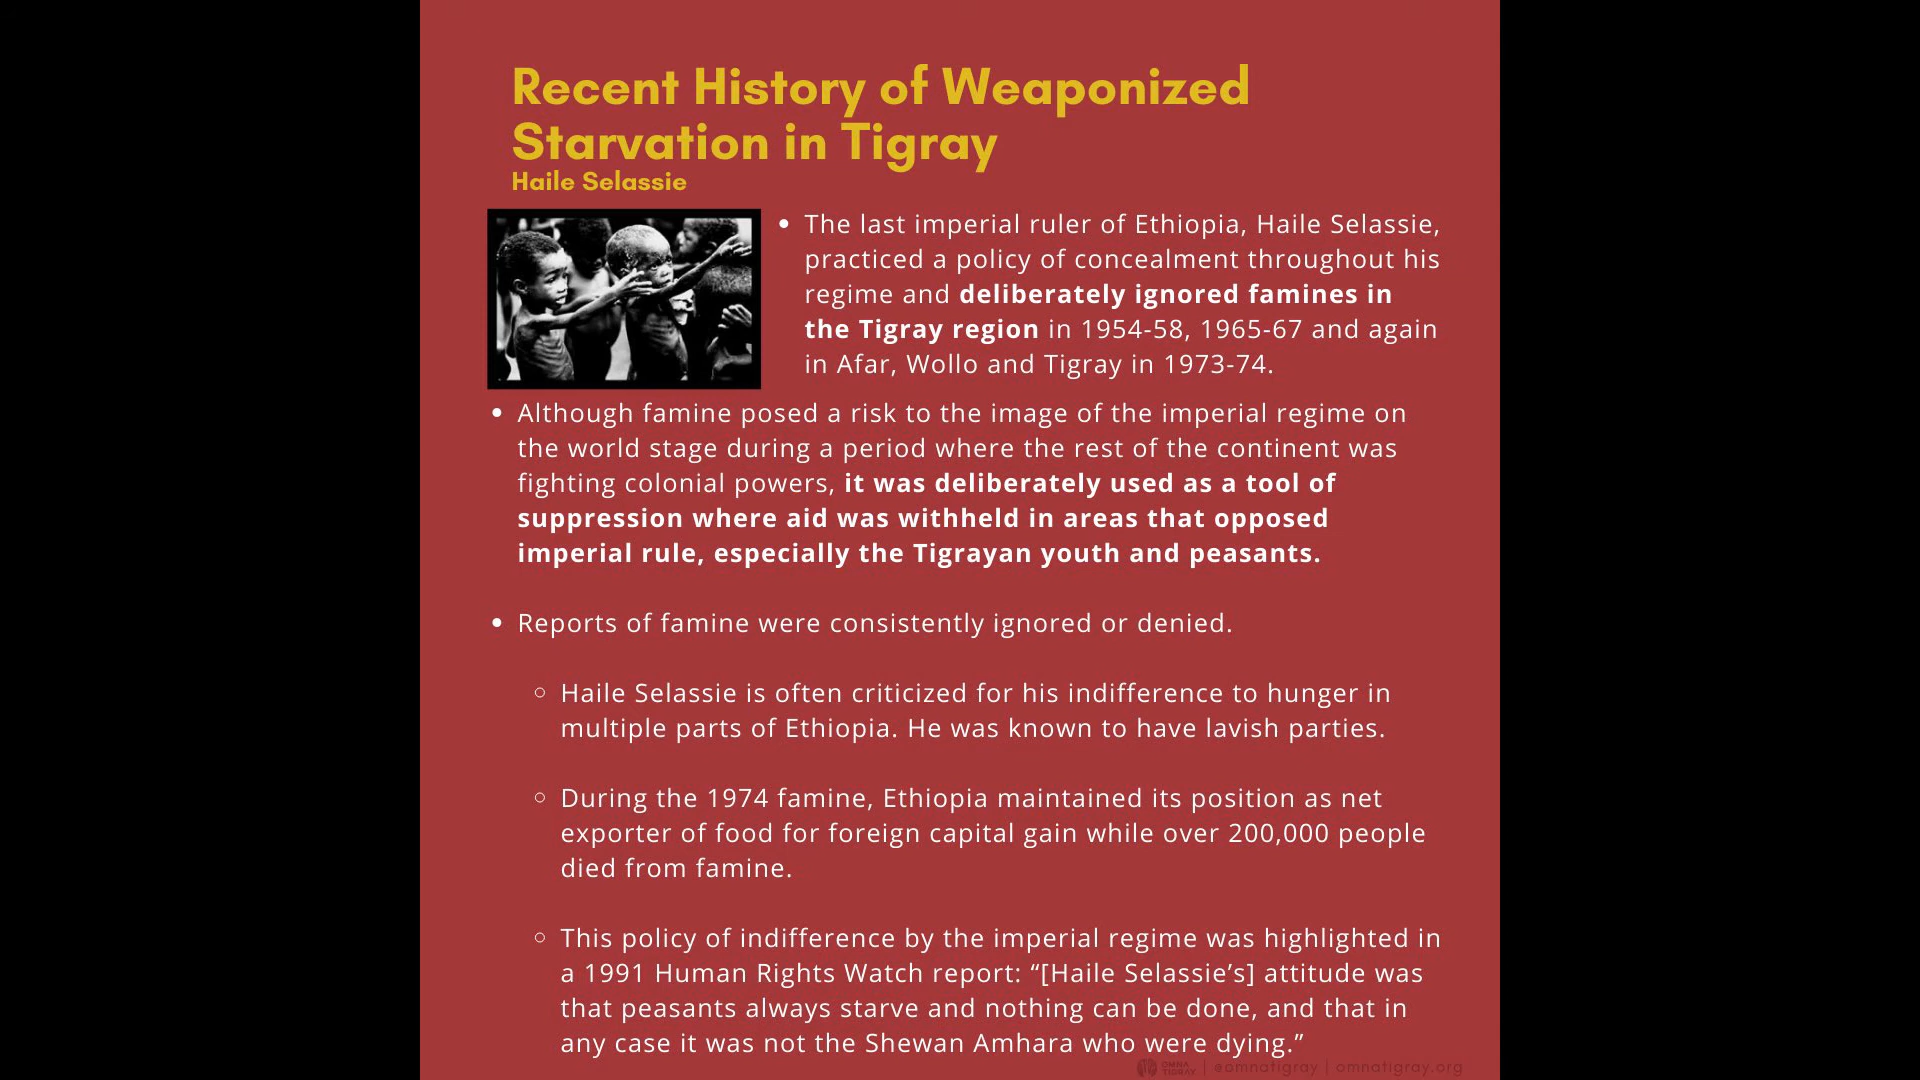 Recent History of Weaponized
Starvation in Tigray
Haile Selassie
• The last imperial ruler of Ethiopia, Haile Selassie,
practiced a policy of concealment throughout his
regime and deliberately ignored famines in
the Tigray region in 1954-58, 1965-67 and again
in Afar, Wollo and Tigray in 1973-74.
• Although famine posed a risk to the image of the imperial regime on
the world stage during a period where the rest of the continent was
fighting colonial powers, it was deliberately used as a tool of
suppression where aid was withheld in areas that opposed
imperial rule, especially the Tigrayan youth and peasants.
• Reports of famine were consistently ignored or denied.
◦ Haile Selassie is often criticized for his indifference to hunger in
multiple parts of Ethiopia. He was known to have lavish parties.
◦ During the 1974 famine, Ethiopia maintained its position as net
exporter of food for foreign capital gain while over 200,000 people
died from famine.
◦ This policy of indifference by the imperial regime was highlighted in
a 1991 Human Rights Watch report: “[Haile Selassie’s] attitude was
that peasants always starve and nothing can be done, and that in
any case it was not the Shewan Amhara who were dying.”
OMNA TIGRAY | @omnatigray | omnatigray.org